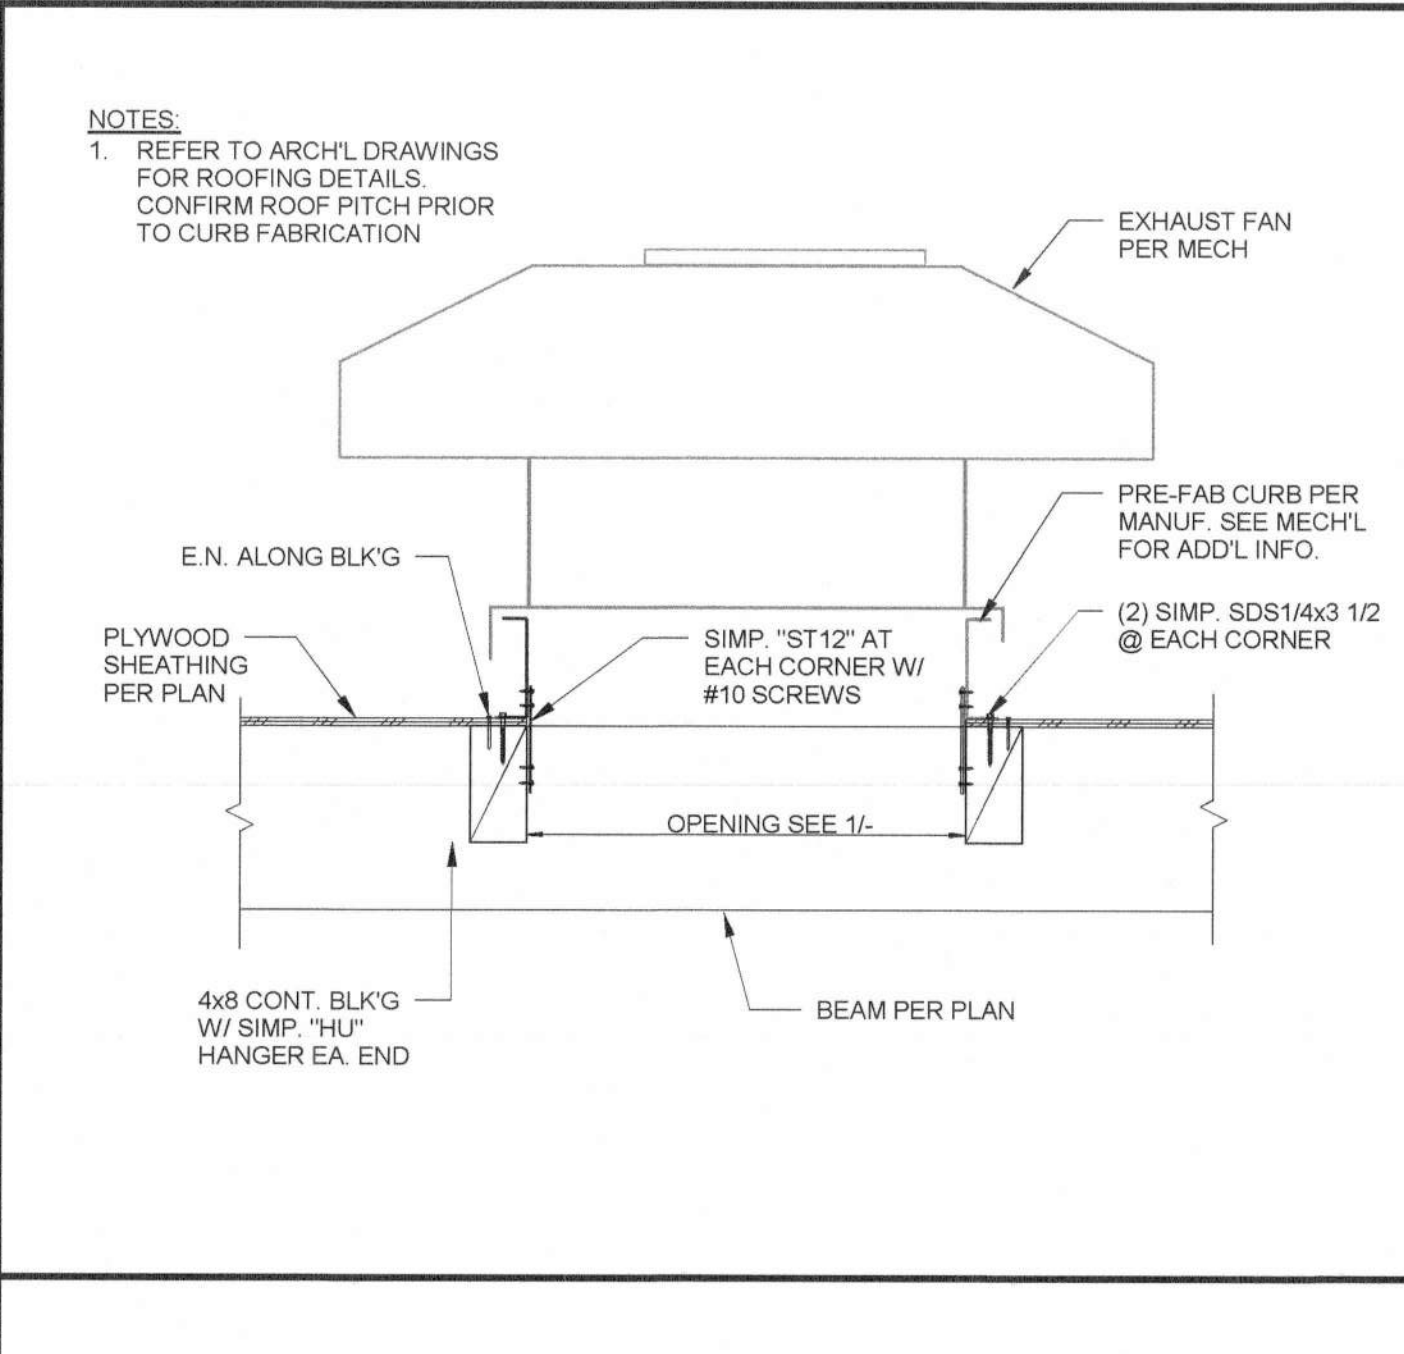 NOTES:
1. REFER TO ARCH'L DRAWINGS
FOR ROOFING DETAILS.
CONFIRM ROOF PITCH PRIOR
TO CURB FABRICATION
EXHAUST FAN
PER MECH
PRE-FAB CURB PER
MANUF. SEE MECH'L
FOR ADD'L INFO.
E.N. ALONG BLK'G
(2) SIMP. SDS1/4x3 1/2
@ EACH CORNER
PLYWOOD
SHEATHING
PER PLAN
SIMP. "ST12" AT
EACH CORNER W/
#10 SCREWS
OPENING SEE 1/-
4x8 CONT. BLK'G
W/ SIMP. "HU"
HANGER EA. END
BEAM PER PLAN